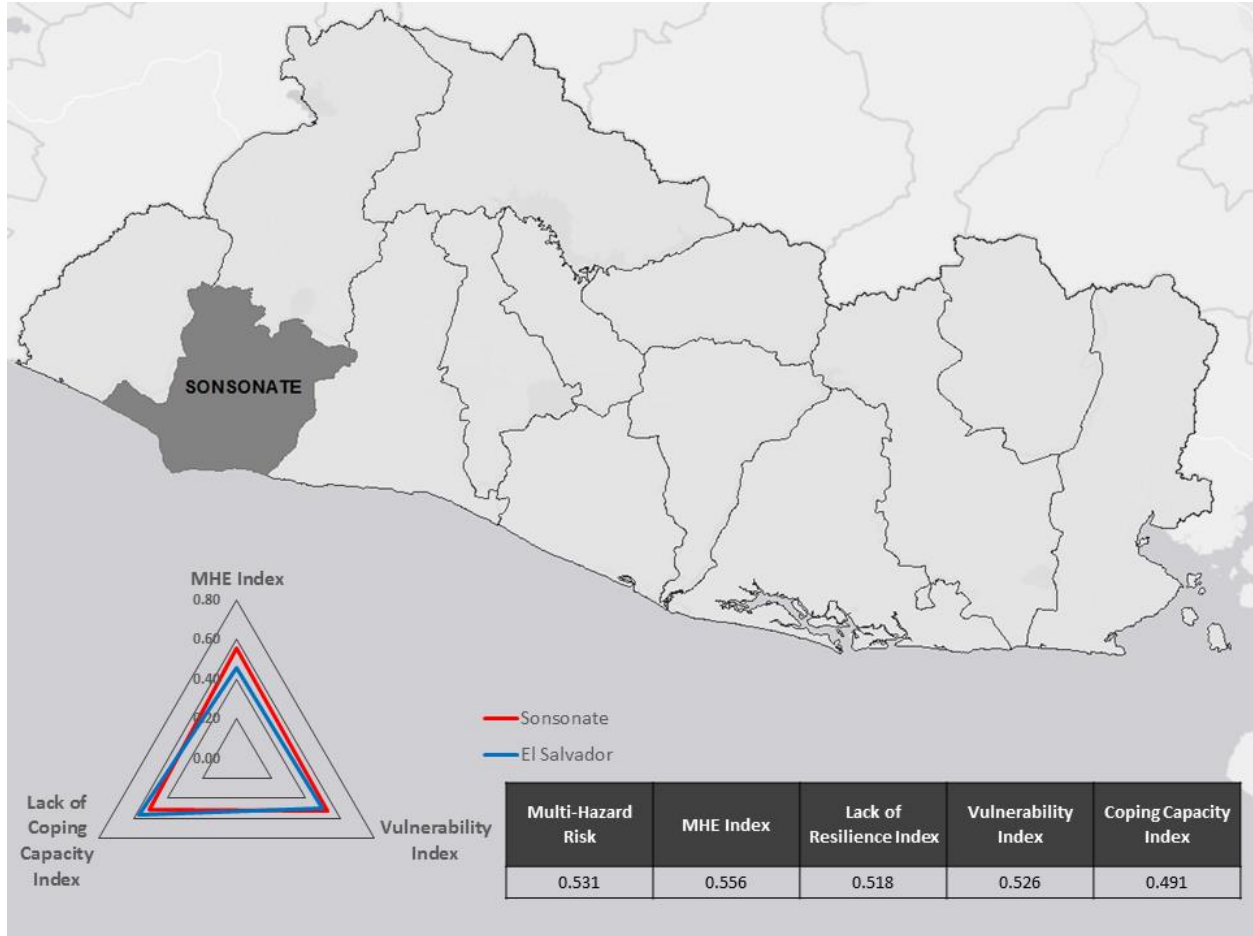 SONSONATE
MHE Index
0.80
0.60
0.40
0.20
0.00
Lack of
Coping
Capacity
Index
Vulnerability
Index
Sonsonate
El Salvador
Multi-Hazard
Risk
MHE Index
Lack of
Resilience Index
Vulnerability
Index
Coping Capacity
Index
0.531
0.556
0.518
0.526
0.491